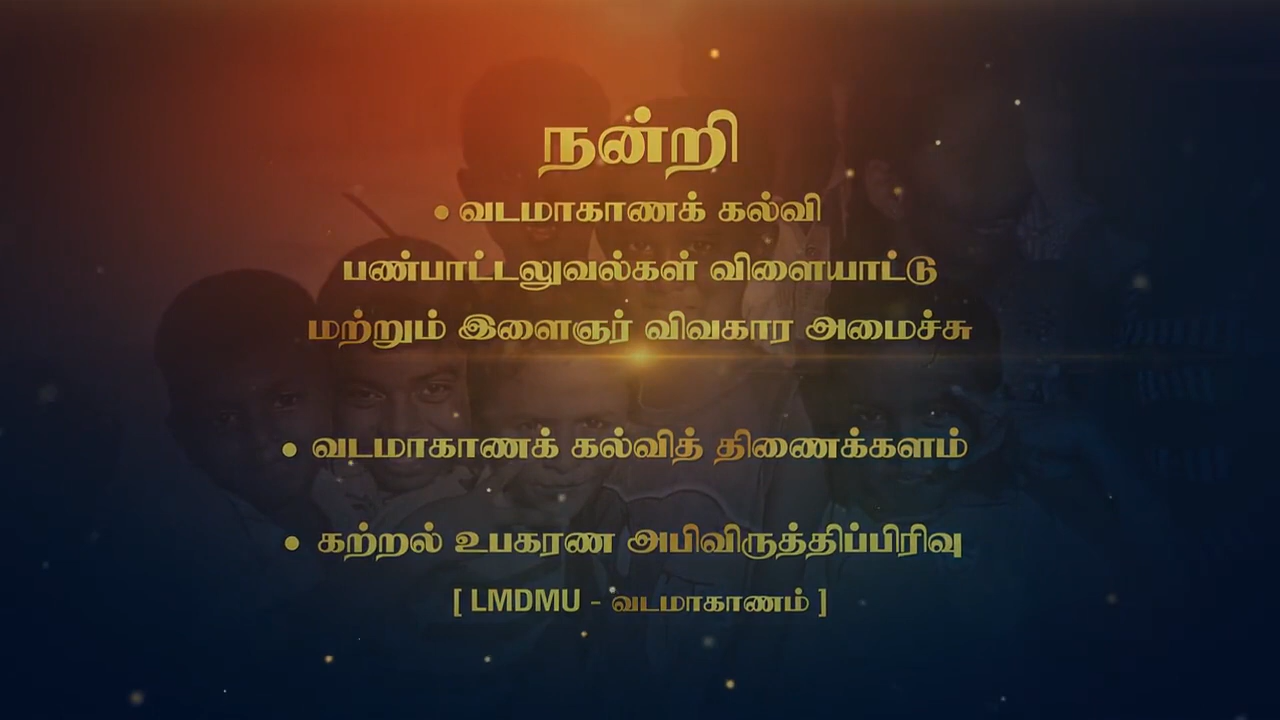 நன்றி
• வடமாகாணக் கல்வி
பண்பாட்டலுவல்கள் விளையாட்டு
மற்றும் இளைஞர் விவகார அமைச்சு
• வடமாகாணக் கல்வித் திணைக்களம்
• கற்றல் உபகரண அபிவிருத்திப்பிரிவு
[ LMDMU - வடமாகாணம் ]